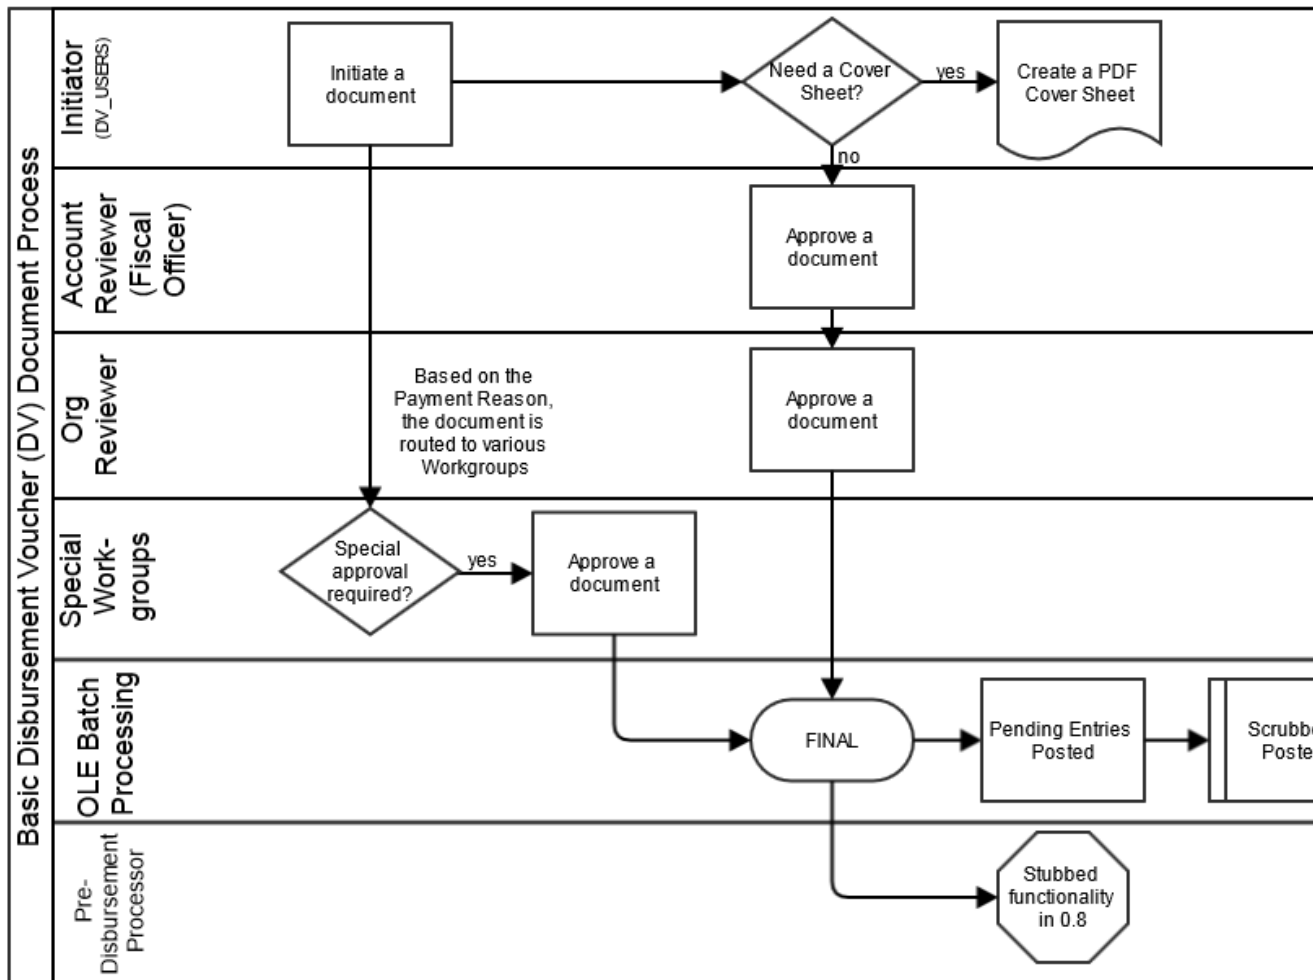 Basic Disbursement Voucher (DV) Document Process
Initiator
(DV_USERS)
Initiate a
document
Need a Cover
Sheet?
yes
Create a PDF
Cover Sheet
no
Account
Reviewer
(Fiscal
Officer)
Approve a
document
Org
Reviewer
Based on the
Payment Reason,
the document is
routed to various
Workgroups
Approve a
document
Special
Work-
groups
Special
approval
required?
yes
Approve a
document
OLE Batch
Processing
FINAL
Pending Entries
Posted
Pre-
Disbursement
Processor
Stubbed
functionality
in 0.8